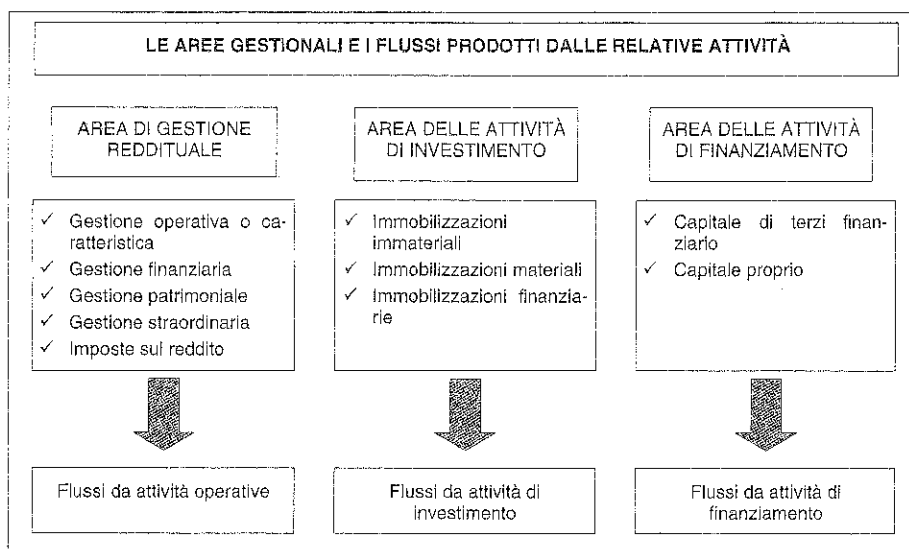 LE AREE GESTIONALI E I FLUSSI PRODOTTI DALLE RELATIVE ATTIVITÀ
AREA DI GESTIONE
REDDITUALE
✓ Gestione operativa o ca-
ratteristica
✓ Gestione finanziaria
✓ Gestione patrimoniale
✓ Gestione straordinaria
✓ Imposte sul reddito
Flussi da attività operative
AREA DELLE ATTIVITÀ
DI INVESTIMENTO
✓ Immobilizzazioni
immateriali
✓ Immobilizzazioni materiali
✓ Immobilizzazioni finanzia-
rie
Flussi da attività di
investimento
AREA DELLE ATTIVITÀ
DI FINANZIAMENTO
✓ Capitale di terzi finan-
ziario
✓ Capitale proprio
Flussi da attività di
finanziamento